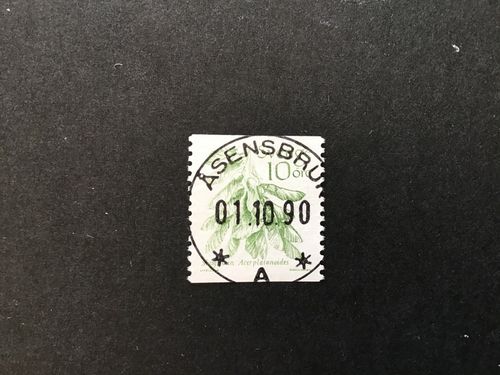 ÅSENSBRU
10 öre
01.10.90
Acer platanoides
A